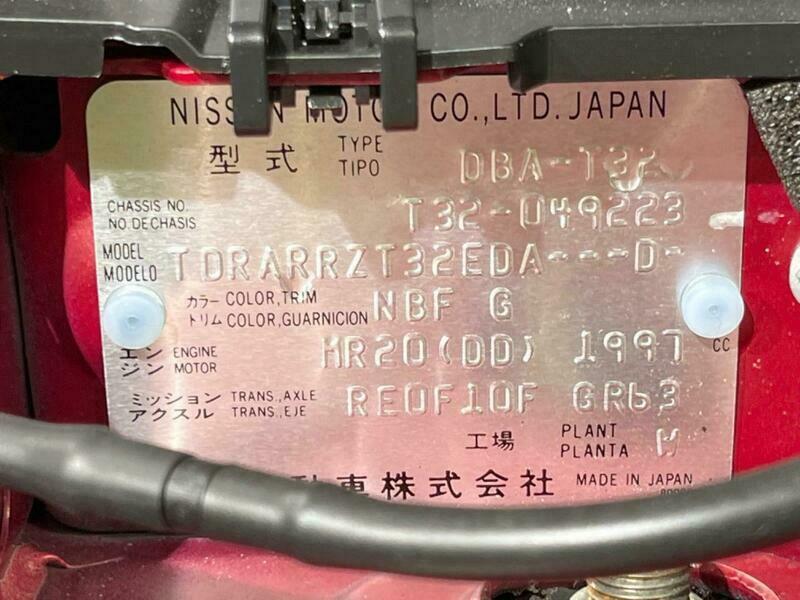 NISSAN MOTOR CO.,LTD. JAPAN
型式 TYPE TIPO DBA-T32
CHASSIS NO. NO.DECHASIS T32-049223
MODEL MODELO TDRARRZT32EDA---D-
カラー COLOR,TRIM トリム COLOR,GUARNICION NBF G
エンジン ENGINE MOTOR MR20(DD) 1997 CC
ミッション TRANS.,AXLE アクスル TRANS.,EJE RE0F10F GR63
工場 PLANT PLANTA W
動車株式会社 MADE IN JAPAN